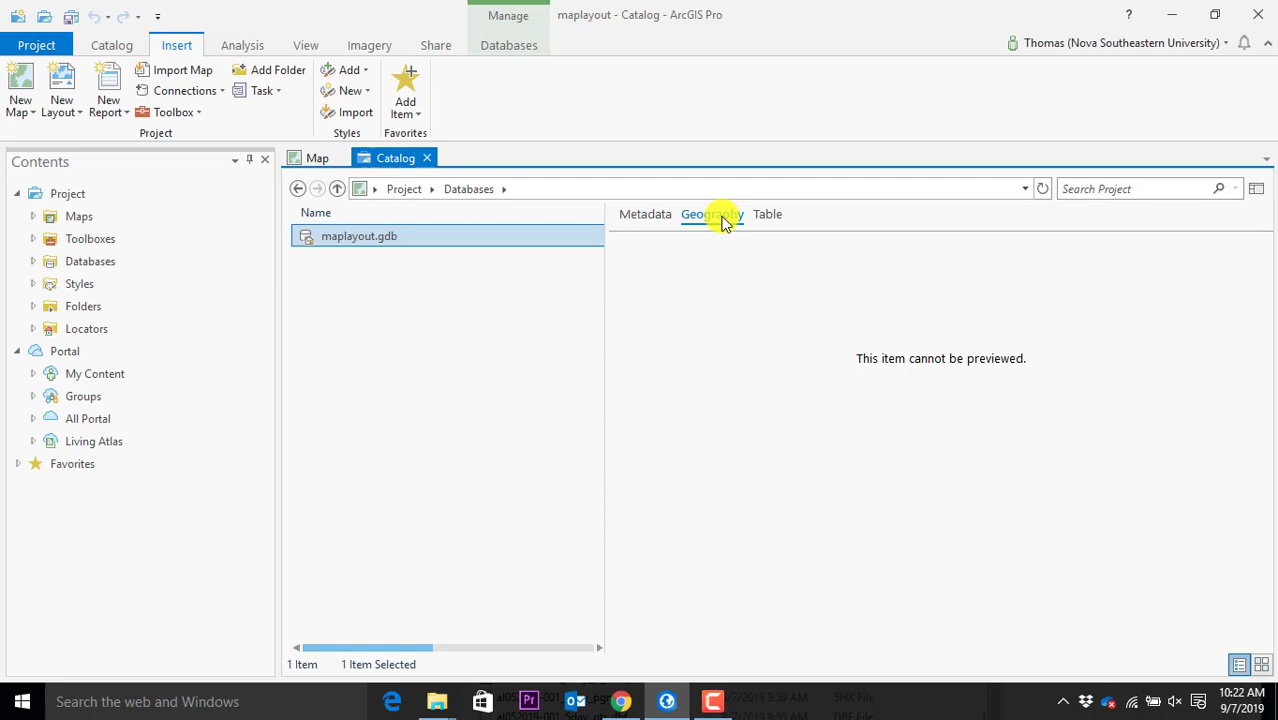 Manage
maplayout - Catalog - ArcGIS Pro
?
Project
Catalog
Insert
Analysis
View
Imagery
Share
Databases
Thomas (Nova Southeastern University)
New Map
New Layout
New Report
Import Map
Connections
Toolbox
Add Folder
Task
Project
Add
New
Import
Styles
Add Item
Favorites
Contents
Map
Catalog
Project
Databases
Search Project
Project
Maps
Toolboxes
Databases
Styles
Folders
Locators
Portal
My Content
Groups
All Portal
Living Atlas
Favorites
Name
maplayout.gdb
Metadata
Geography
Table
This item cannot be previewed.
1 Item
1 Item Selected
Search the web and Windows
Pr
SHX File
10:22 AM
9/7/2019